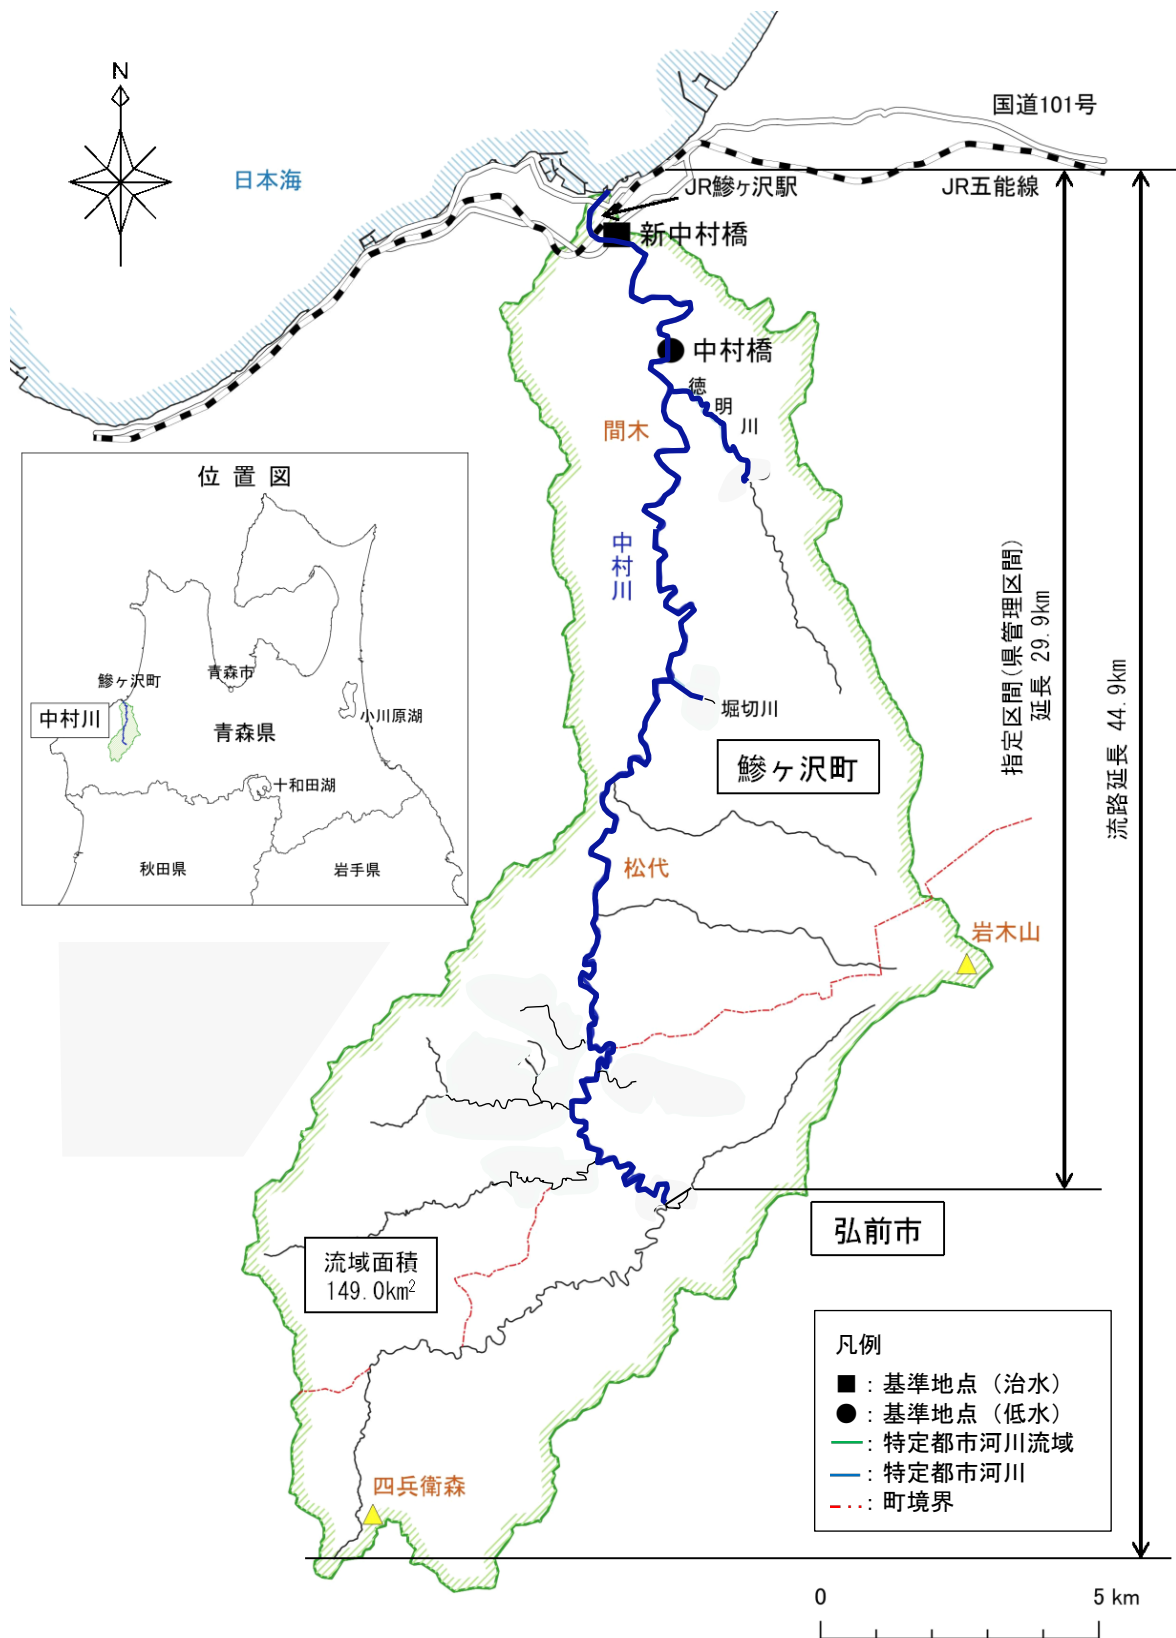 N
国道101号
日本海
JR鰺ヶ沢駅
JR五能線
新中村橋
中村橋
徳明川
間木
位置図
中村川
指定区間(県管理区間)
延長 29.9km
流路延長 44.9km
鰺ヶ沢町
青森市
中村川
小川原湖
青森県
十和田湖
秋田県
岩手県
堀切川
鰺ヶ沢町
松代
岩木山
弘前市
流域面積
149.0km²
凡例
■：基準地点（治水）
●：基準地点（低水）
：特定都市河川流域
：特定都市河川
：町境界
四兵衛森
0
5 km